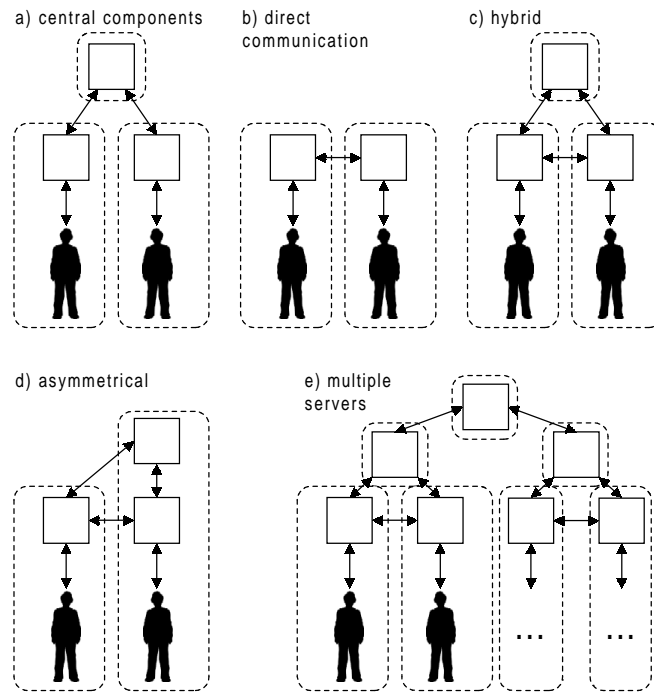 a) central components
b) direct
communication
c) hybrid
d) asymmetrical
e) multiple
servers
...
...